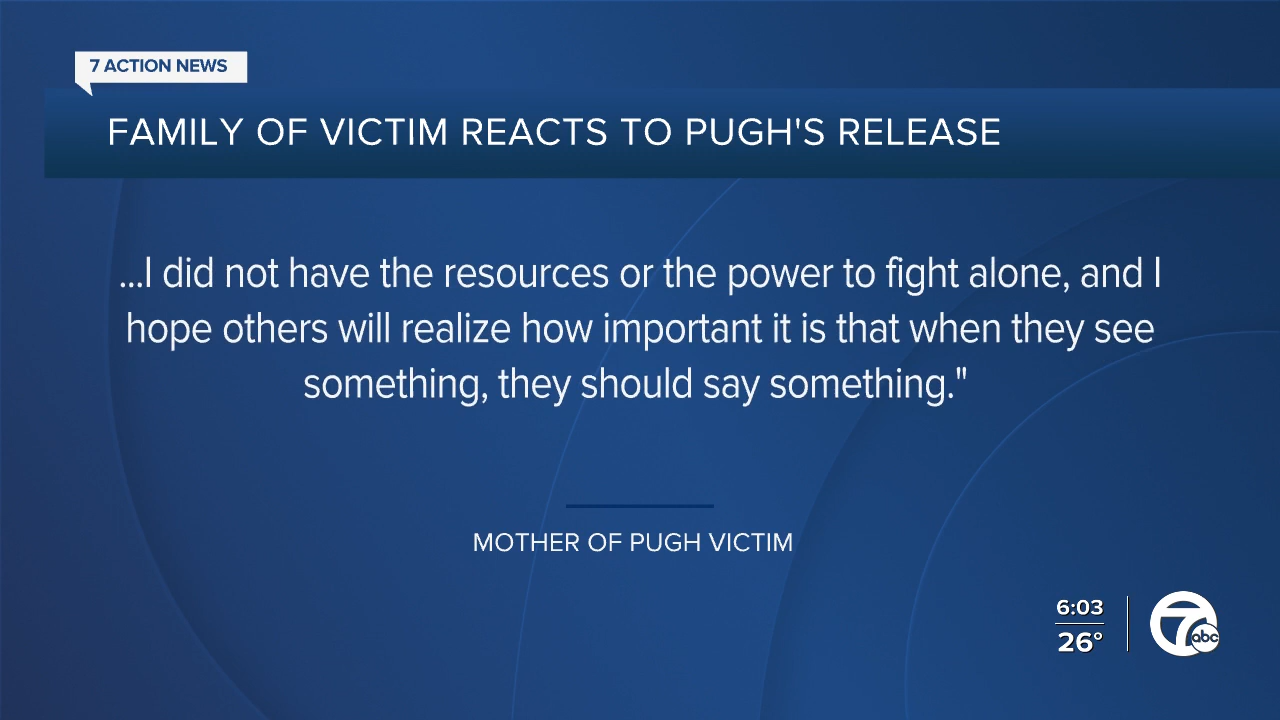 7 ACTION NEWS
FAMILY OF VICTIM REACTS TO PUGH'S RELEASE
...I did not have the resources or the power to fight alone, and I
hope others will realize how important it is that when they see
something, they should say something."
MOTHER OF PUGH VICTIM
6:03
26°
7 abc